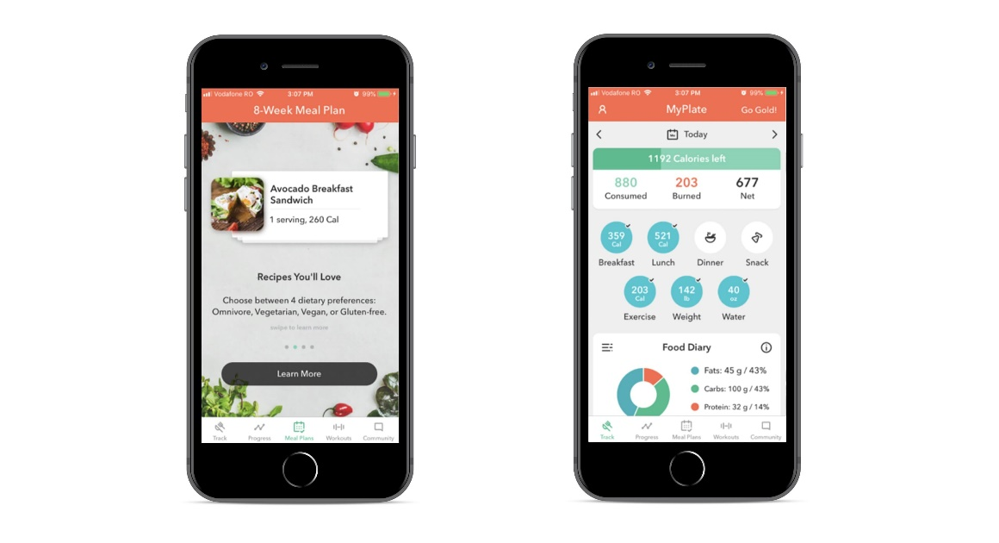 Vodafone RO 3:07 PM 99%
8-Week Meal Plan
Avocado Breakfast
Sandwich
1 serving, 260 Cal
Recipes You'll Love
Choose between 4 dietary preferences:
Omnivore, Vegetarian, Vegan, or Gluten-free.
swipe to learn more
Learn More
Track Progress Meal Plans Workouts Community
Vodafone RO 3:07 PM 99%
MyPlate Go Gold!
Today
1192 Calories left
880 203 677
Consumed Burned Net
359 521
Cal Cal
Breakfast Lunch Dinner Snack
203 142 40
Cal lb oz
Exercise Weight Water
Food Diary
Fats: 45 g / 43%
Carbs: 100 g / 43%
Protein: 32 g / 14%
Track Progress Meal Plans Workouts Community